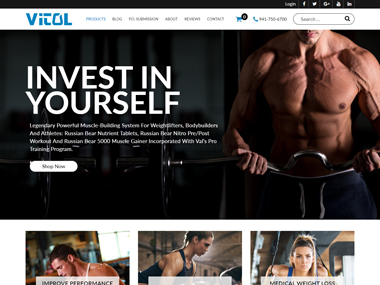 Login
VITOL
PRODUCTS BLOG FCL SUBMISSION ABOUT REVIEWS 0 941-750-6700 Search ...
INVEST IN
YOURSELF
Legendary Powerful Muscle-Building System For Weightlifters, Bodybuilders
And Athletes: Russian Bear Nutrient Tablets, Russian Bear Nitro Pre/Post
Workout And Russian Bear 5000 Muscle Gainer Incorporated With Val's Pro
Training Program.
Shop Now
IMPROVE PERFORMANCE
MEDICAL WEIGHT LOSS